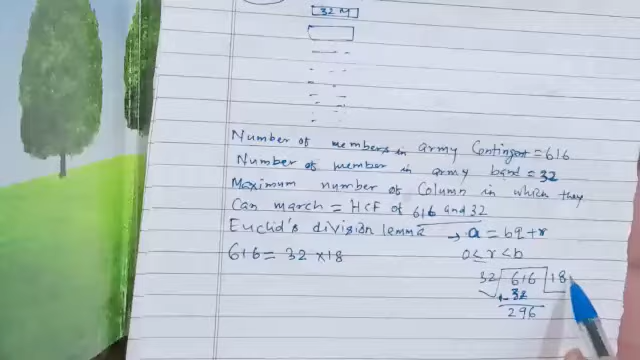 32 M
Number of members in army Contingent = 616
Number of member in army band = 32
Maximum number of Column in which they
Can march = HCF of 616 and 32
Euclid's division lemma → a = bq + r
0 ≤ r < b
616 = 32 × 18
32 616 18
- 32
296